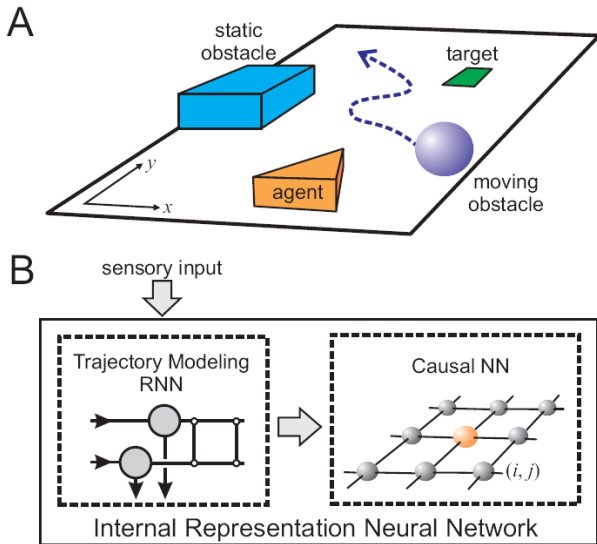 A
static
obstacle
target
y
x
agent
moving
obstacle
B
sensory input
Trajectory Modeling
RNN
Causal NN
(i, j)
Internal Representation Neural Network